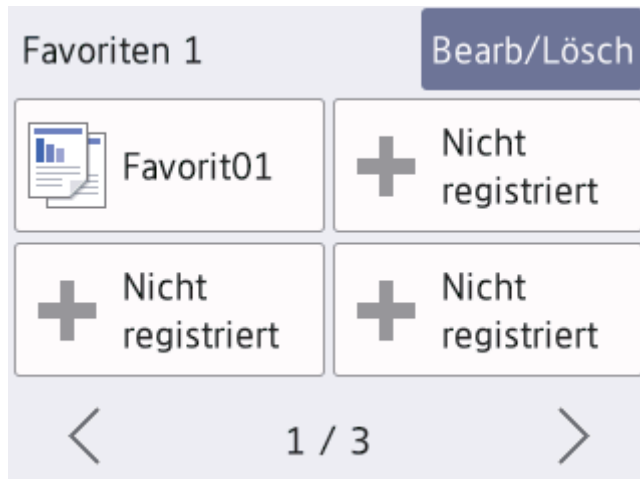 Favoriten 1
Bearb/Lösch
Favorit01
Nicht
registriert
Nicht
registriert
Nicht
registriert
1 / 3